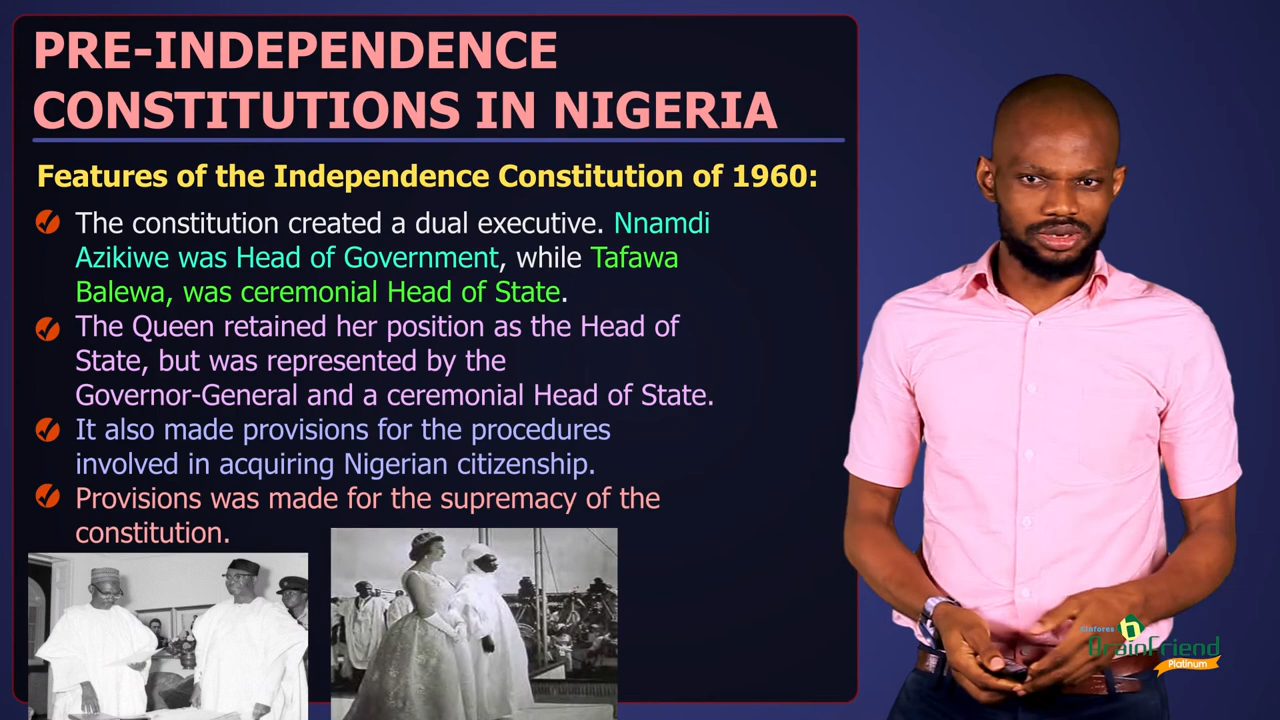 PRE-INDEPENDENCE
CONSTITUTIONS IN NIGERIA
Features of the Independence Constitution of 1960:
The constitution created a dual executive. Nnamdi
Azikiwe was Head of Government, while Tafawa
Balewa, was ceremonial Head of State.
The Queen retained her position as the Head of
State, but was represented by the
Governor-General and a ceremonial Head of State.
It also made provisions for the procedures
involved in acquiring Nigerian citizenship.
Provisions was made for the supremacy of the
constitution.
Afrifores
BrainFriend
Platinum